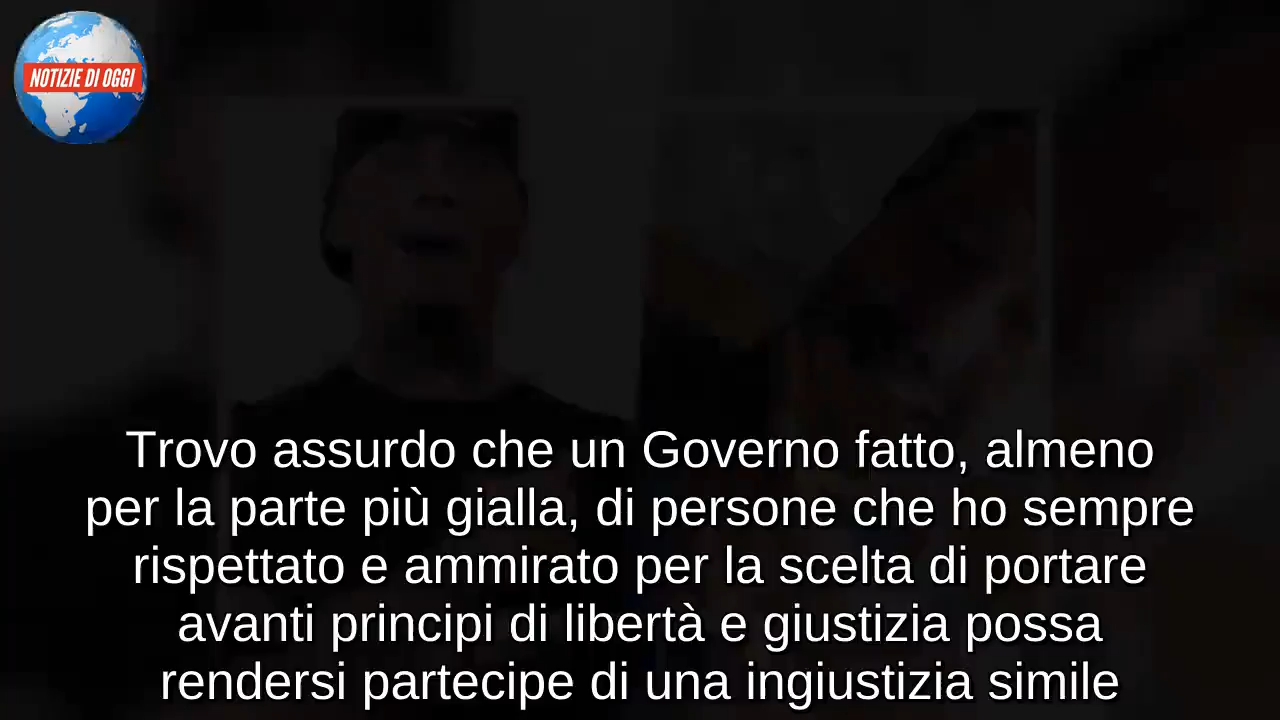 NOTIZIE DI OGGI
Trovo assurdo che un Governo fatto, almeno
per la parte più gialla, di persone che ho sempre
rispettato e ammirato per la scelta di portare
avanti principi di libertà e giustizia possa
rendersi partecipe di una ingiustizia simile